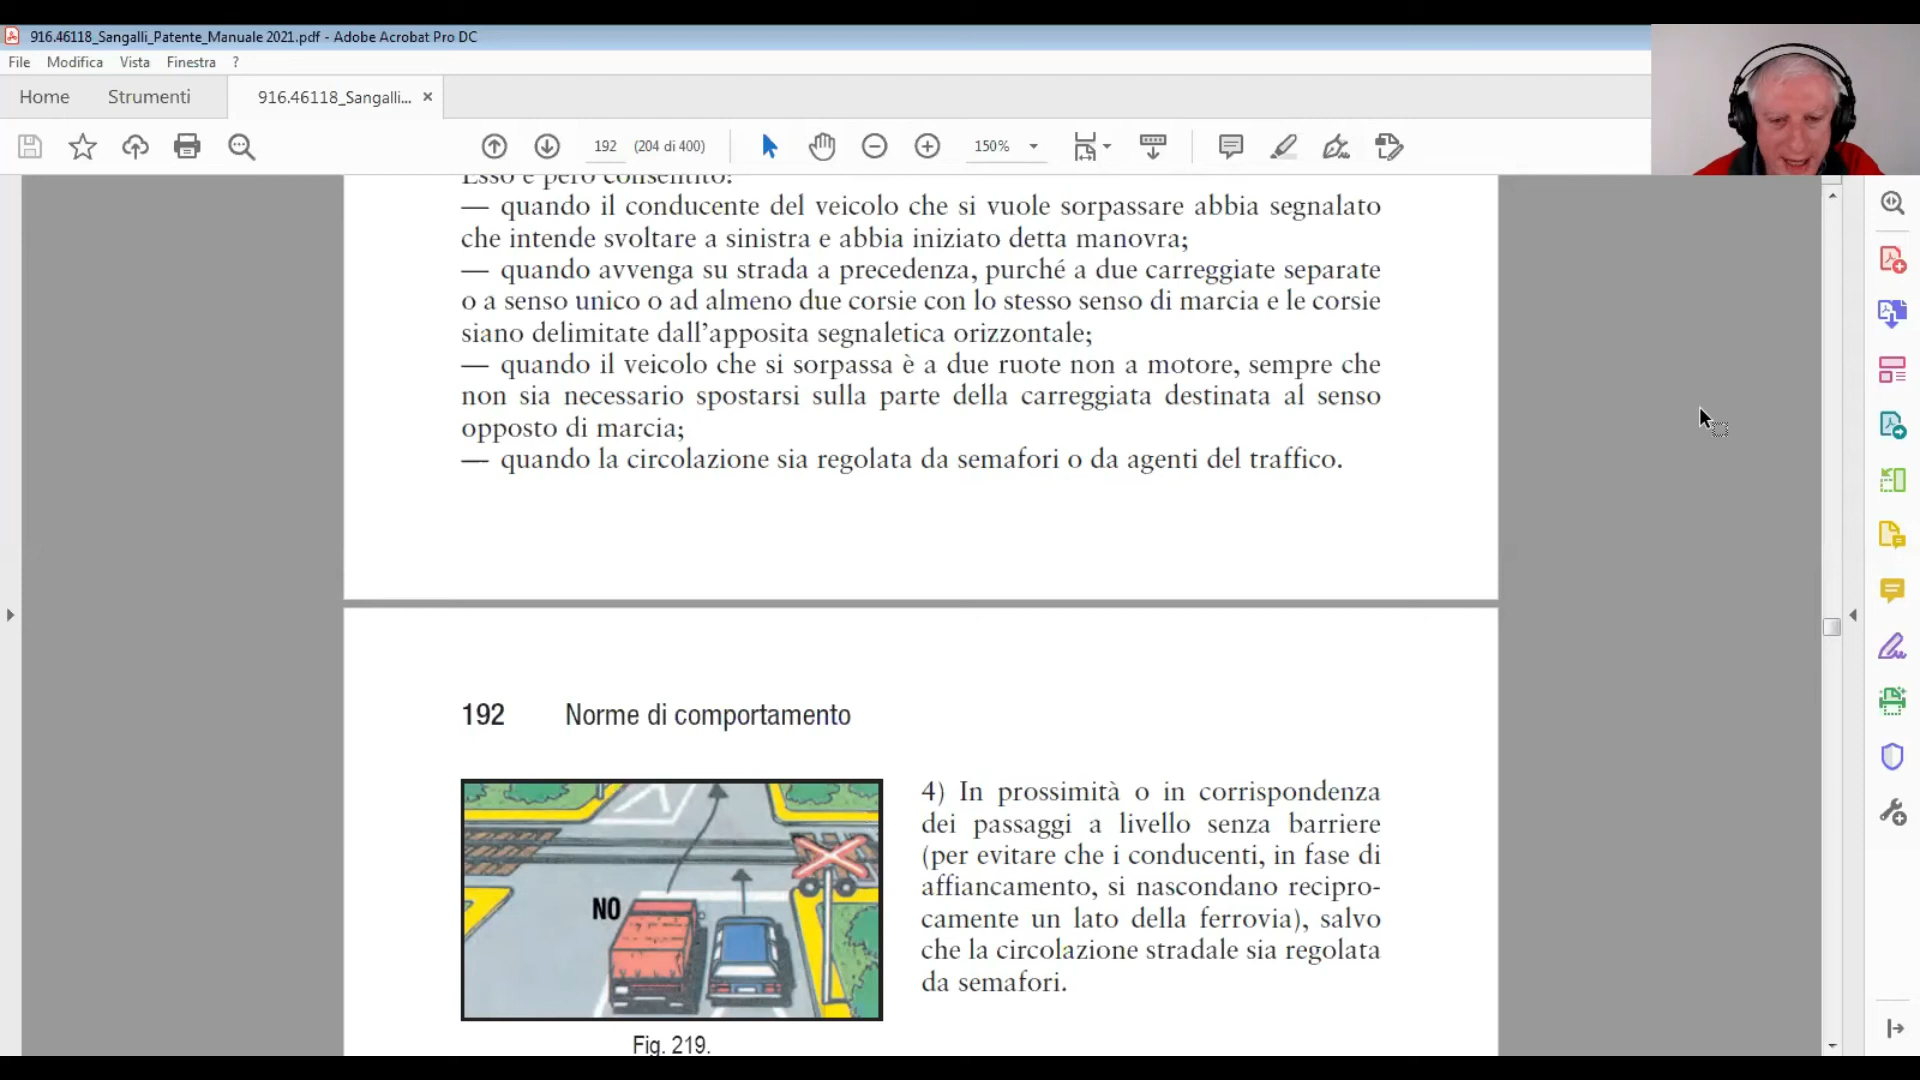 916.46118_Sangalli_Patente_Manuale 2021.pdf - Adobe Acrobat Pro DC
File Modifica Vista Finestra ?
Home Strumenti 916.46118_Sangalli... ×
192 (204 di 400) 150%
Esso è però consentito:
— quando il conducente del veicolo che si vuole sorpassare abbia segnalato
che intende svoltare a sinistra e abbia iniziato detta manovra;
— quando avvenga su strada a precedenza, purché a due carreggiate separate
o a senso unico o ad almeno due corsie con lo stesso senso di marcia e le corsie
siano delimitate dall’apposita segnaletica orizzontale;
— quando il veicolo che si sorpassa è a due ruote non a motore, sempre che
non sia necessario spostarsi sulla parte della carreggiata destinata al senso
opposto di marcia;
— quando la circolazione sia regolata da semafori o da agenti del traffico.
192 Norme di comportamento
NO
Fig. 219.
4) In prossimità o in corrispondenza
dei passaggi a livello senza barriere
(per evitare che i conducenti, in fase di
affiancamento, si nascondano recipro-
camente un lato della ferrovia), salvo
che la circolazione stradale sia regolata
da semafori.